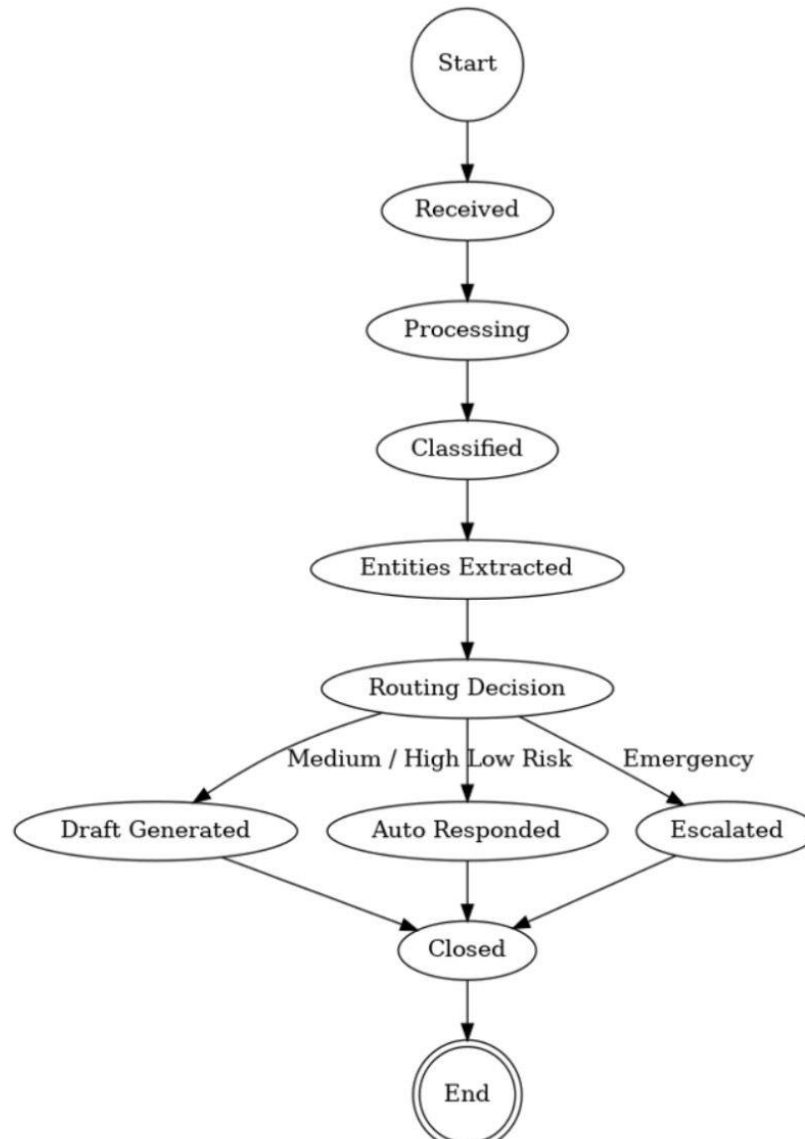 Start
Received
Processing
Classified
Entities Extracted
Routing Decision
Medium / High
Low Risk
Emergency
Draft Generated
Auto Responded
Escalated
Closed
End